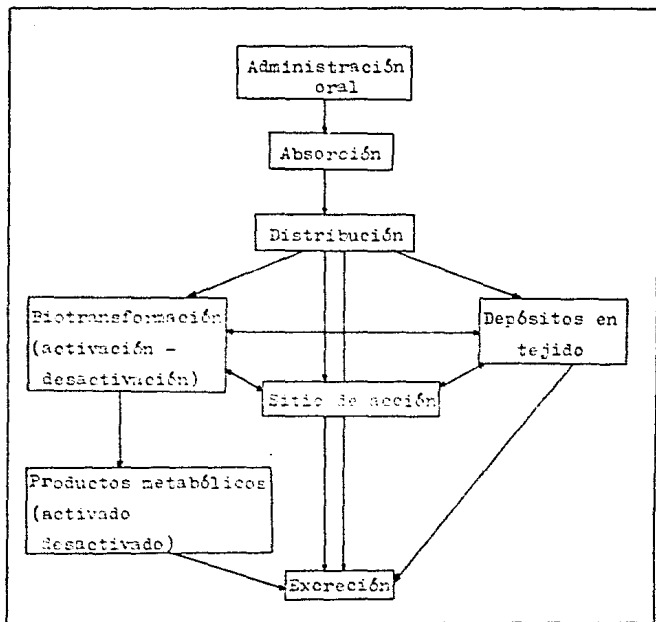 Administración
oral
Absorción
Distribución
Biotransformación
(activación -
desactivación)
Depósitos en
tejido
Sitio de acción
Productos metabólicos
(activado
desactivado)
Excreción